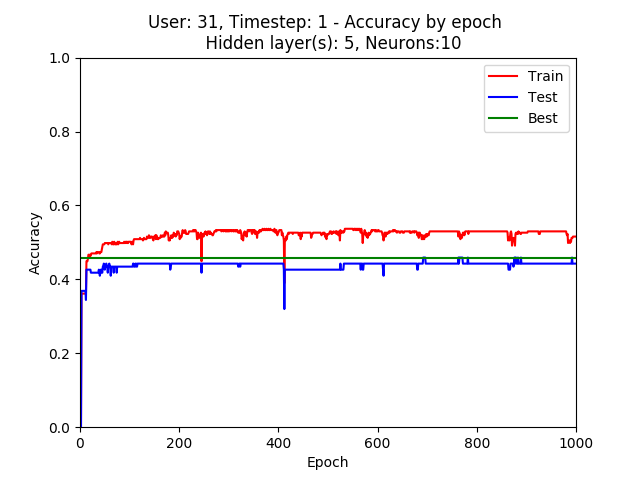 User: 31, Timestep: 1 - Accuracy by epoch
Hidden layer(s): 5, Neurons:10
1.0
0.8
0.6
0.4
0.2
0.0
Accuracy
Train
Test
Best
0 200 400 600 800 1000
Epoch